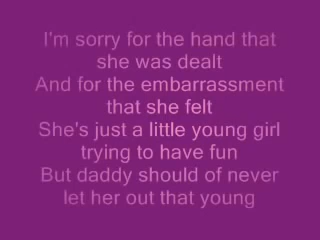 I'm sorry for the hand that
she was dealt
And for the embarrassment
that she felt
She's just a little young girl
trying to have fun
But daddy should of never
let her out that young